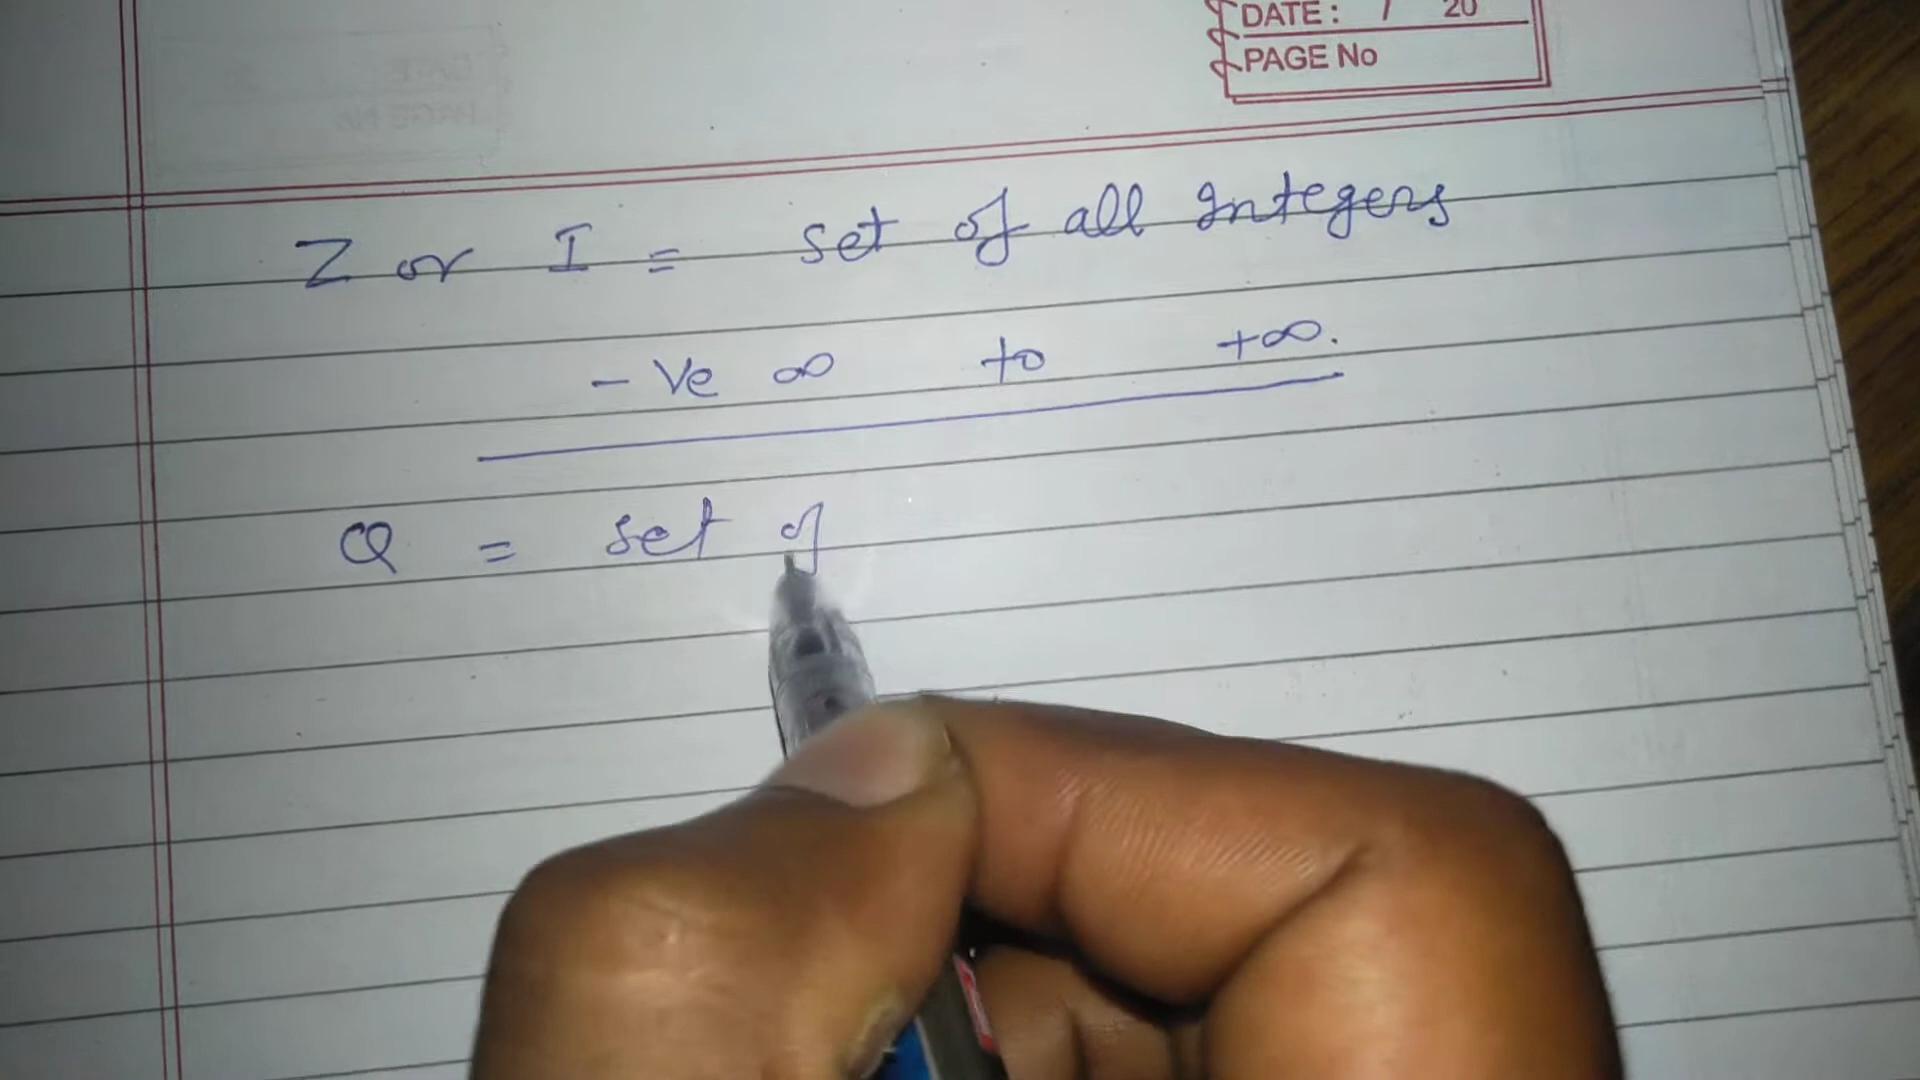 DATE: / 20
PAGE No
Z or I = set of all Integers
- Ve ∞ to +∞.
Q = set of